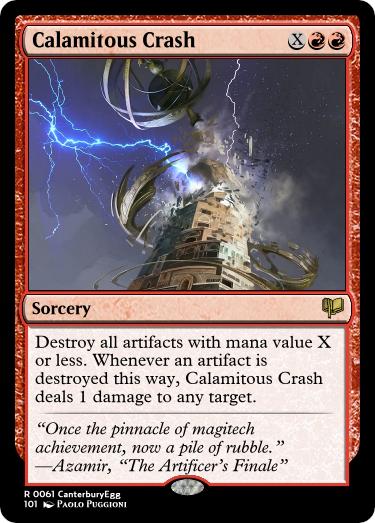 Calamitous Crash X
Sorcery
Destroy all artifacts with mana value X
or less. Whenever an artifact is
destroyed this way, Calamitous Crash
deals 1 damage to any target.
“Once the pinnacle of magitech
achievement, now a pile of rubble.”
—Azamir, “The Artificer’s Finale”
R 0061 CanterburyEgg
101 Paolo Puggioni